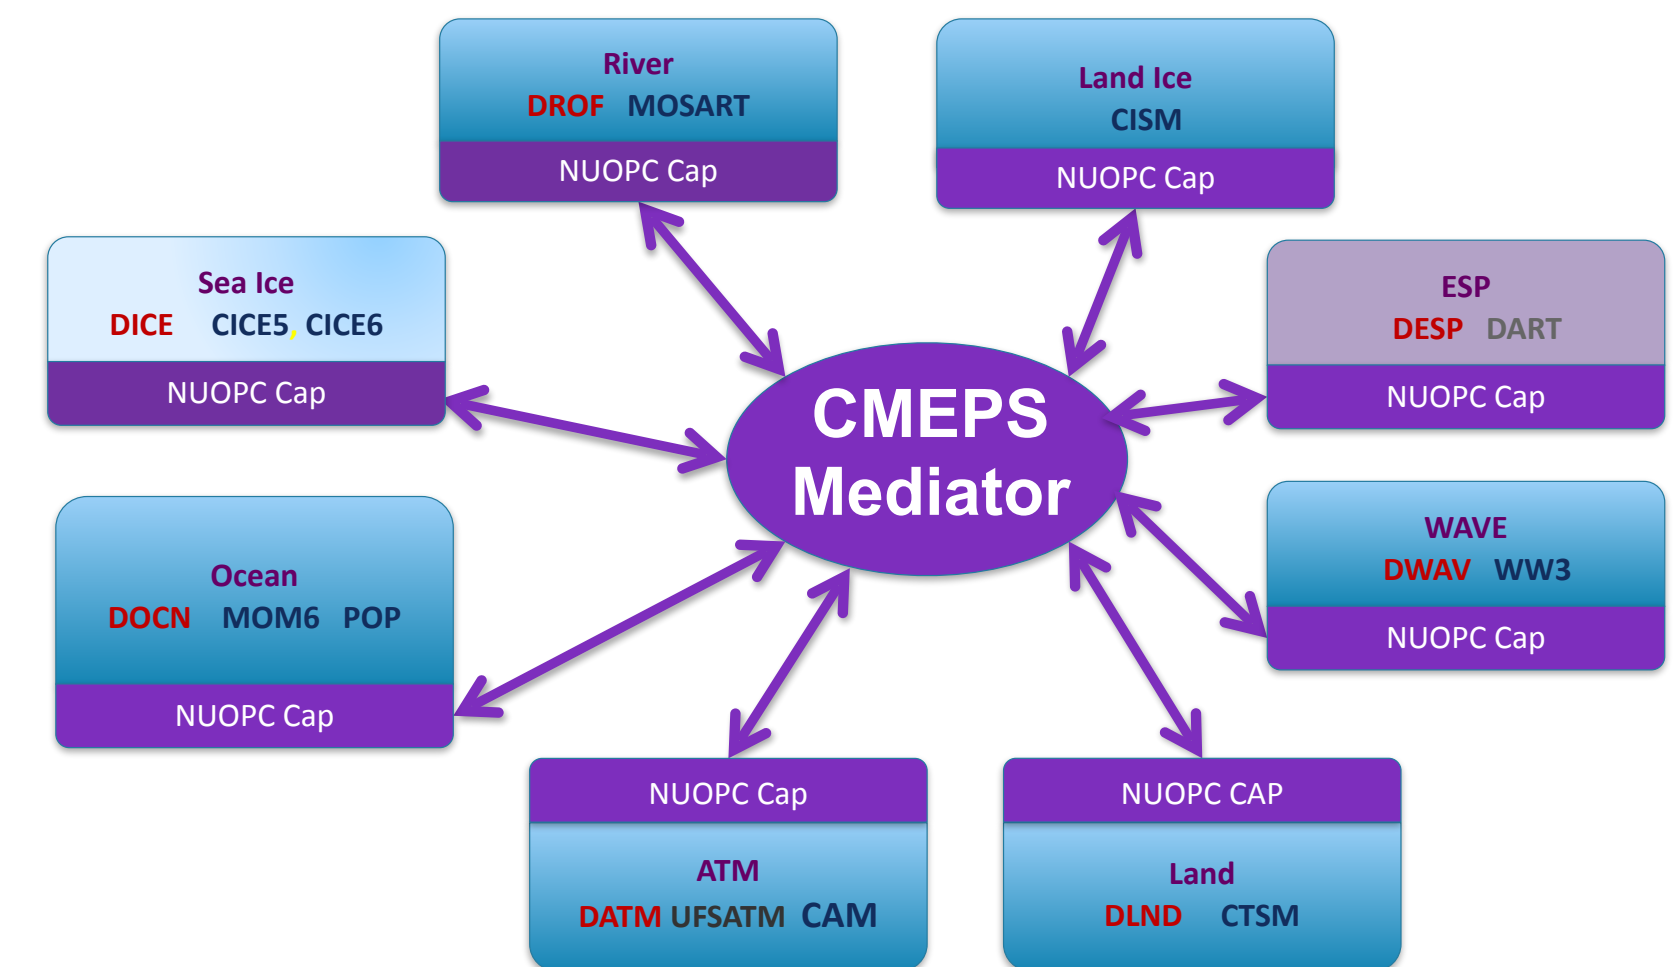 River
DROF MOSART
NUOPC Cap
Land Ice
CISM
NUOPC Cap
Sea Ice
DICE CICE5, CICE6
NUOPC Cap
ESP
DESP DART
NUOPC Cap
CMEPS
Mediator
Ocean
DOCN MOM6 POP
NUOPC Cap
WAVE
DWAV WW3
NUOPC Cap
NUOPC Cap
ATM
DATM UFSATM CAM
NUOPC CAP
Land
DLND CTSM